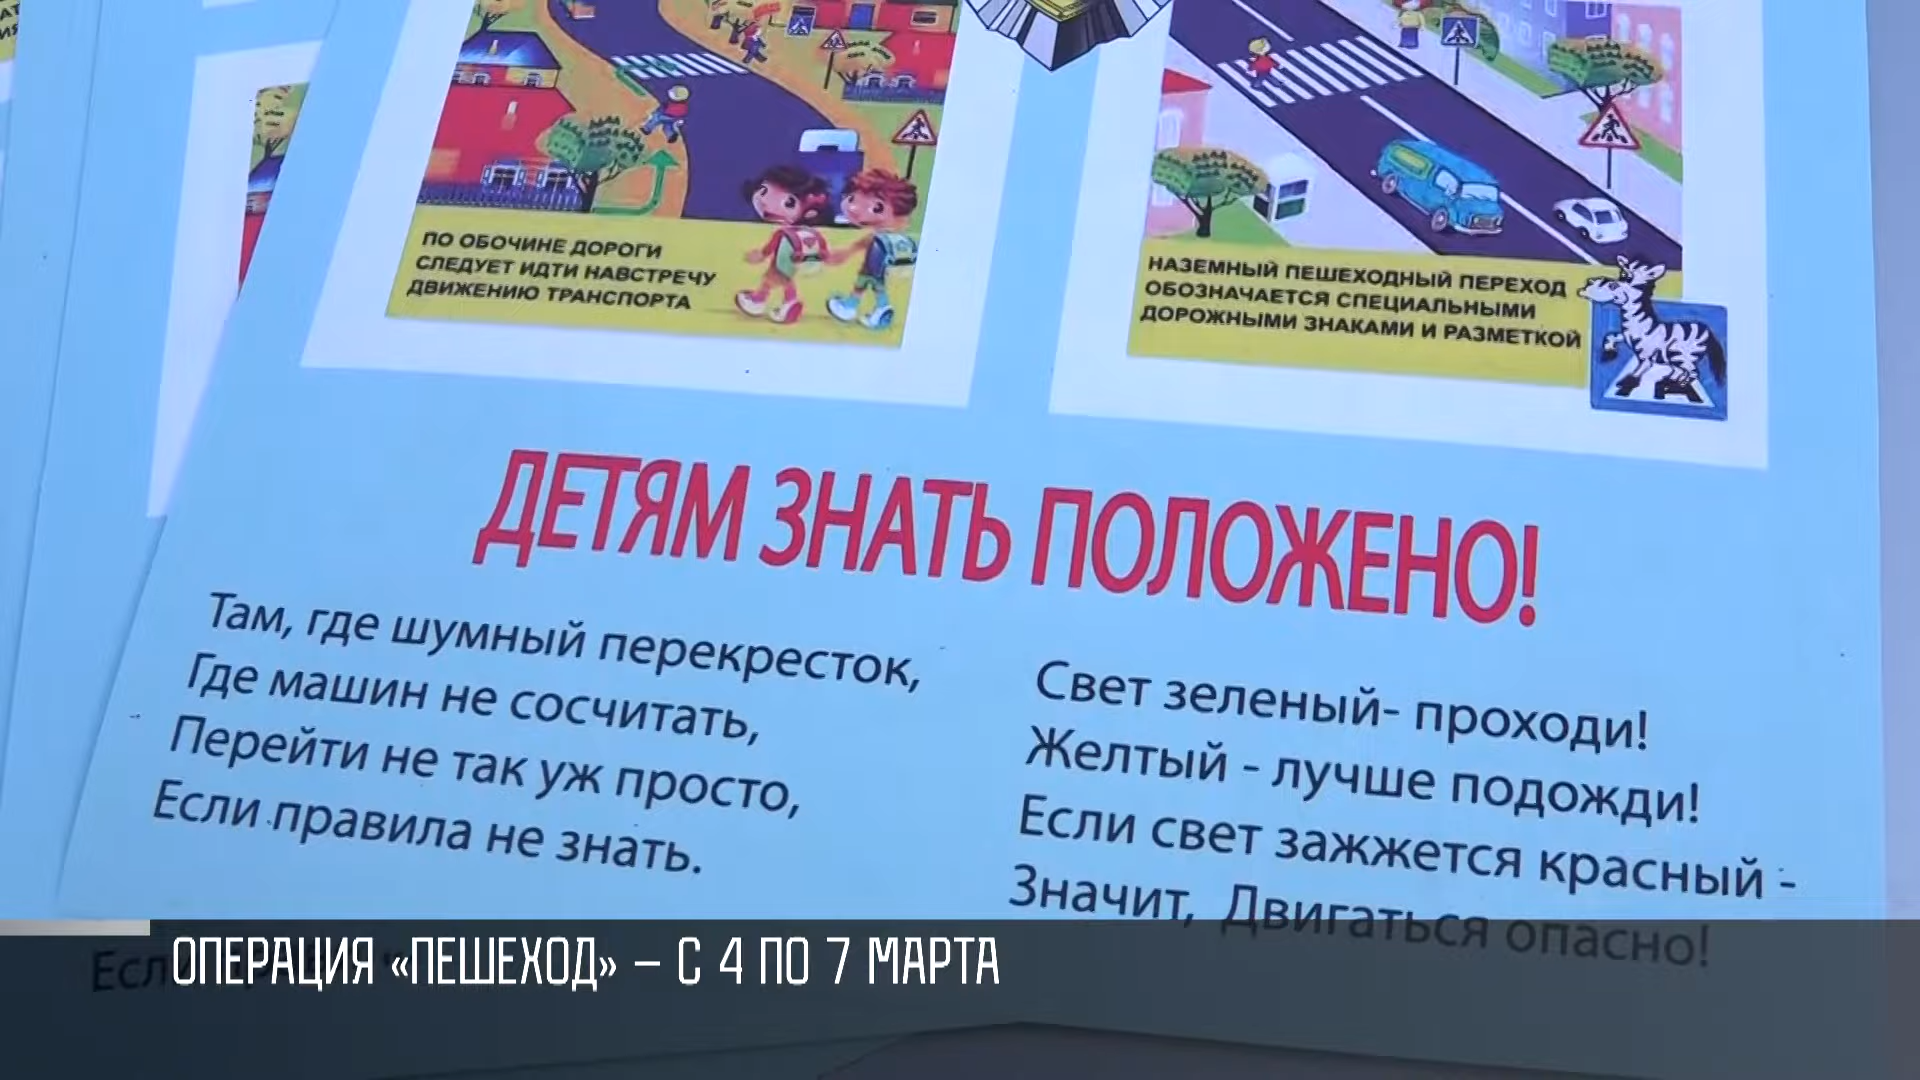 ПО ОБОЧИНЕ ДОРОГИ
СЛЕДУЕТ ИДТИ НАВСТРЕЧУ
ДВИЖЕНИЮ ТРАНСПОРТА
НАЗЕМНЫЙ ПЕШЕХОДНЫЙ ПЕРЕХОД
ОБОЗНАЧАЕТСЯ СПЕЦИАЛЬНЫМИ
ДОРОЖНЫМИ ЗНАКАМИ И РАЗМЕТКОЙ
ДЕТЯМ ЗНАТЬ ПОЛОЖЕНО!
Там, где шумный перекресток,
Где машин не сосчитать,
Перейти не так уж просто,
Если правила не знать.
Свет зеленый- проходи!
Желтый - лучше подожди!
Если свет зажжется красный -
Значит, Двигаться опасно!
ОПЕРАЦИЯ «ПЕШЕХОД» – С 4 ПО 7 МАРТА